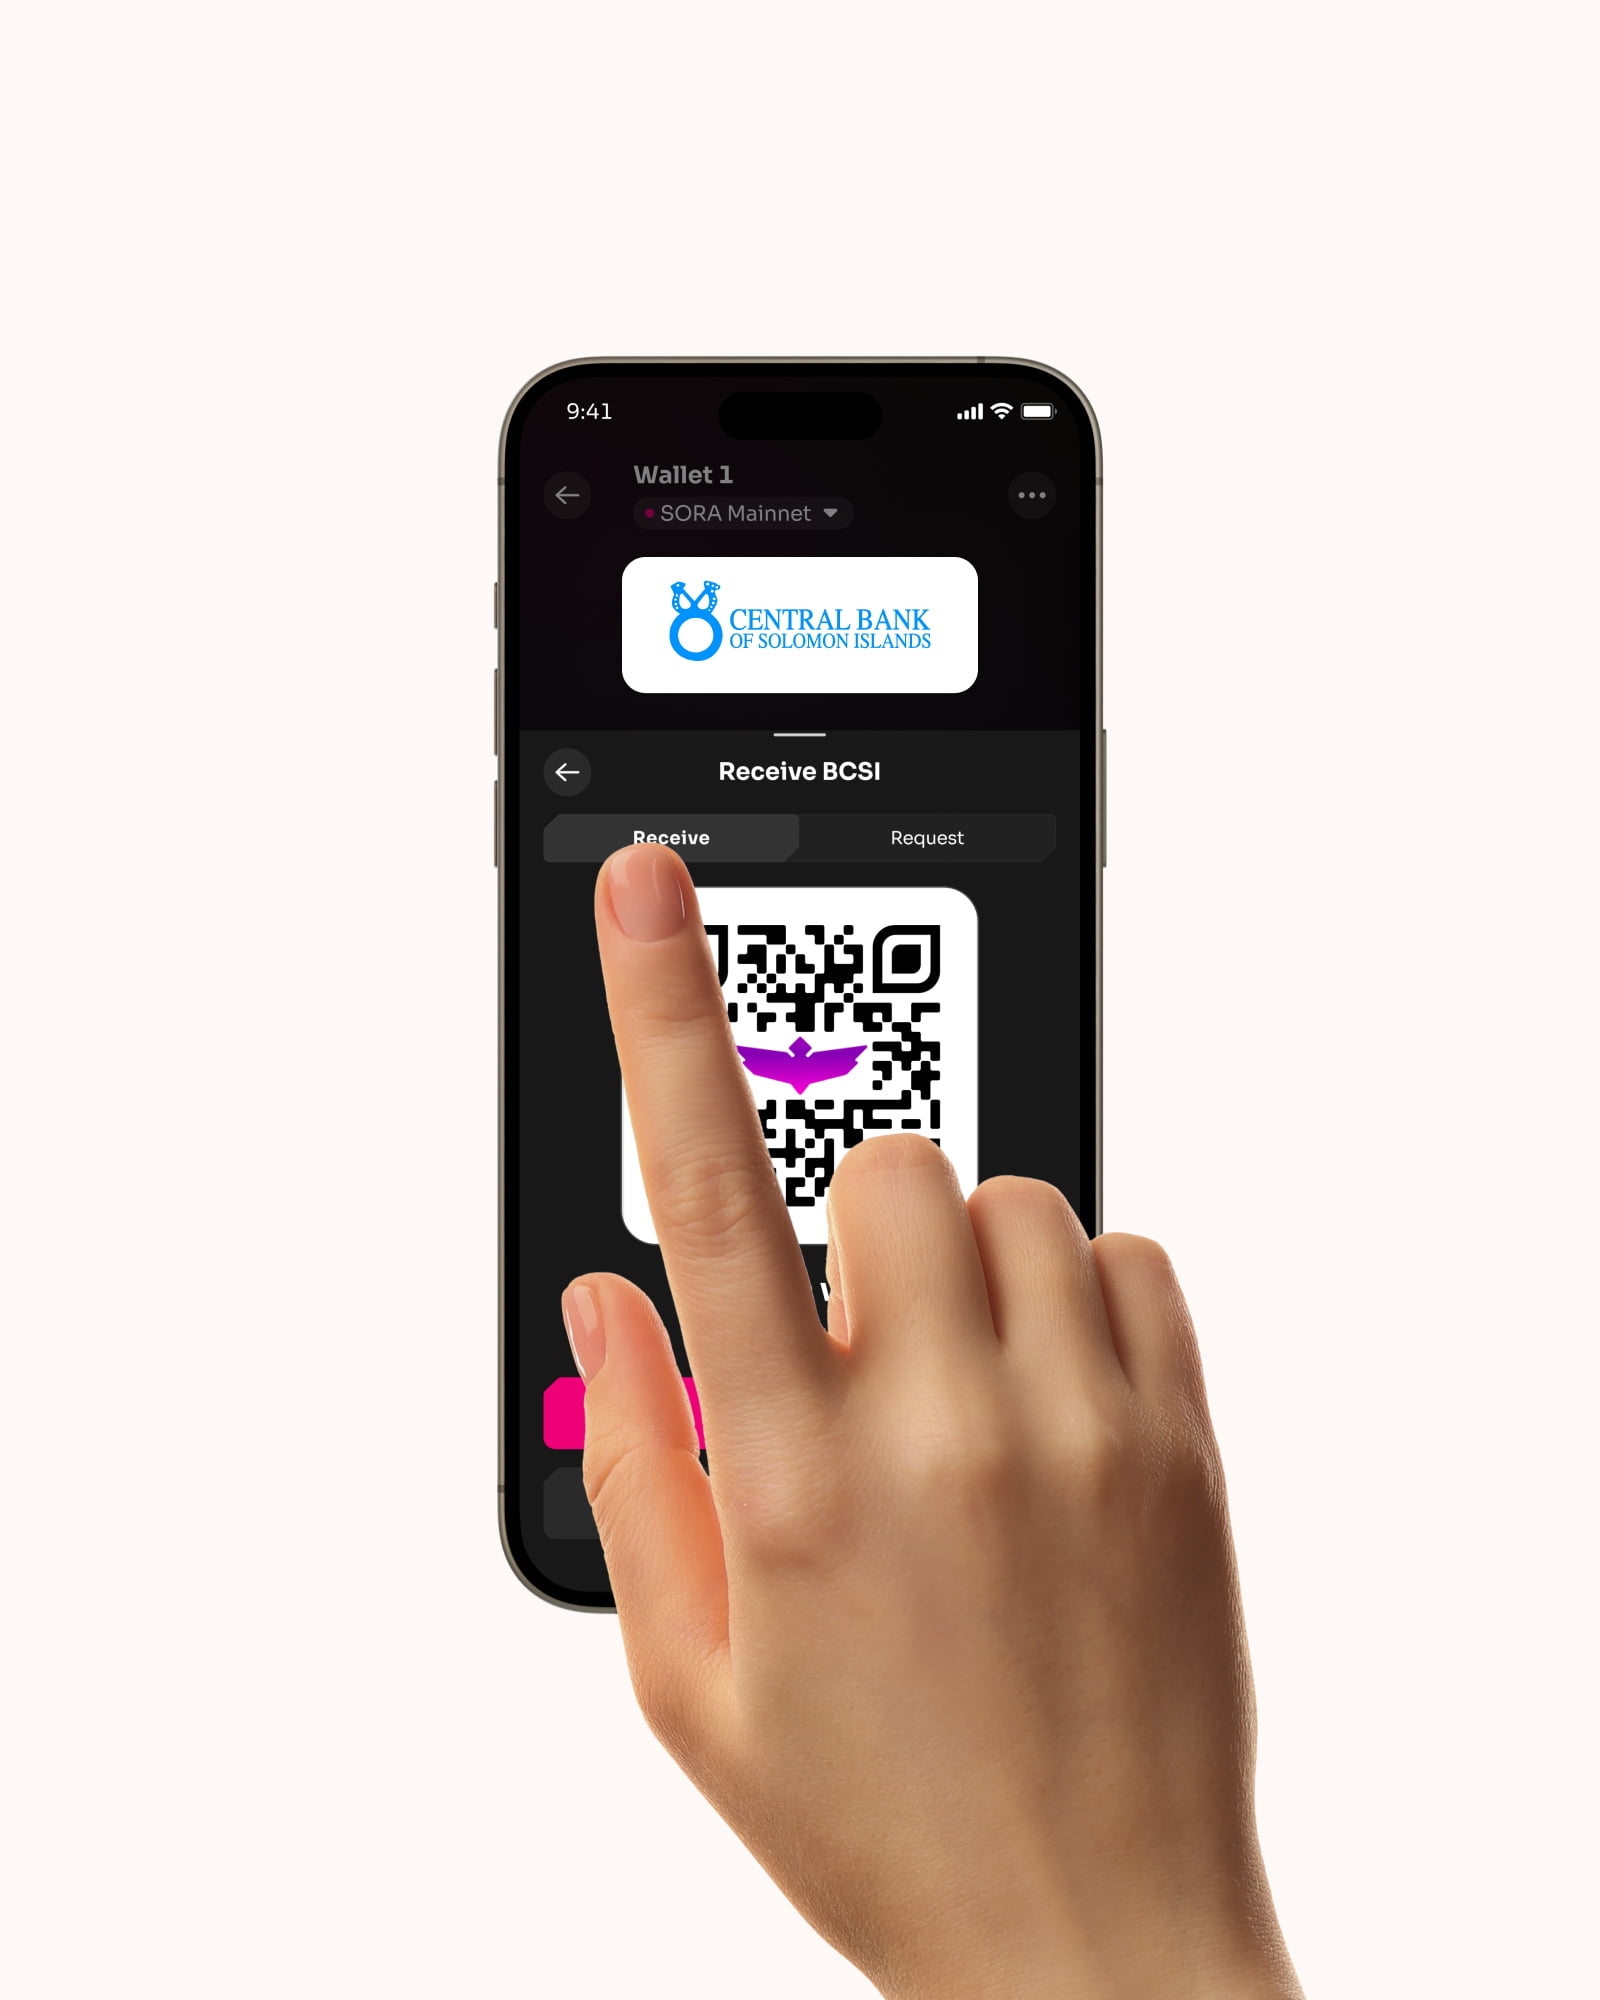 9:41
Wallet 1
SORA Mainnet
CENTRAL BANK
OF SOLOMON ISLANDS
Receive BCSI
Receive
Request